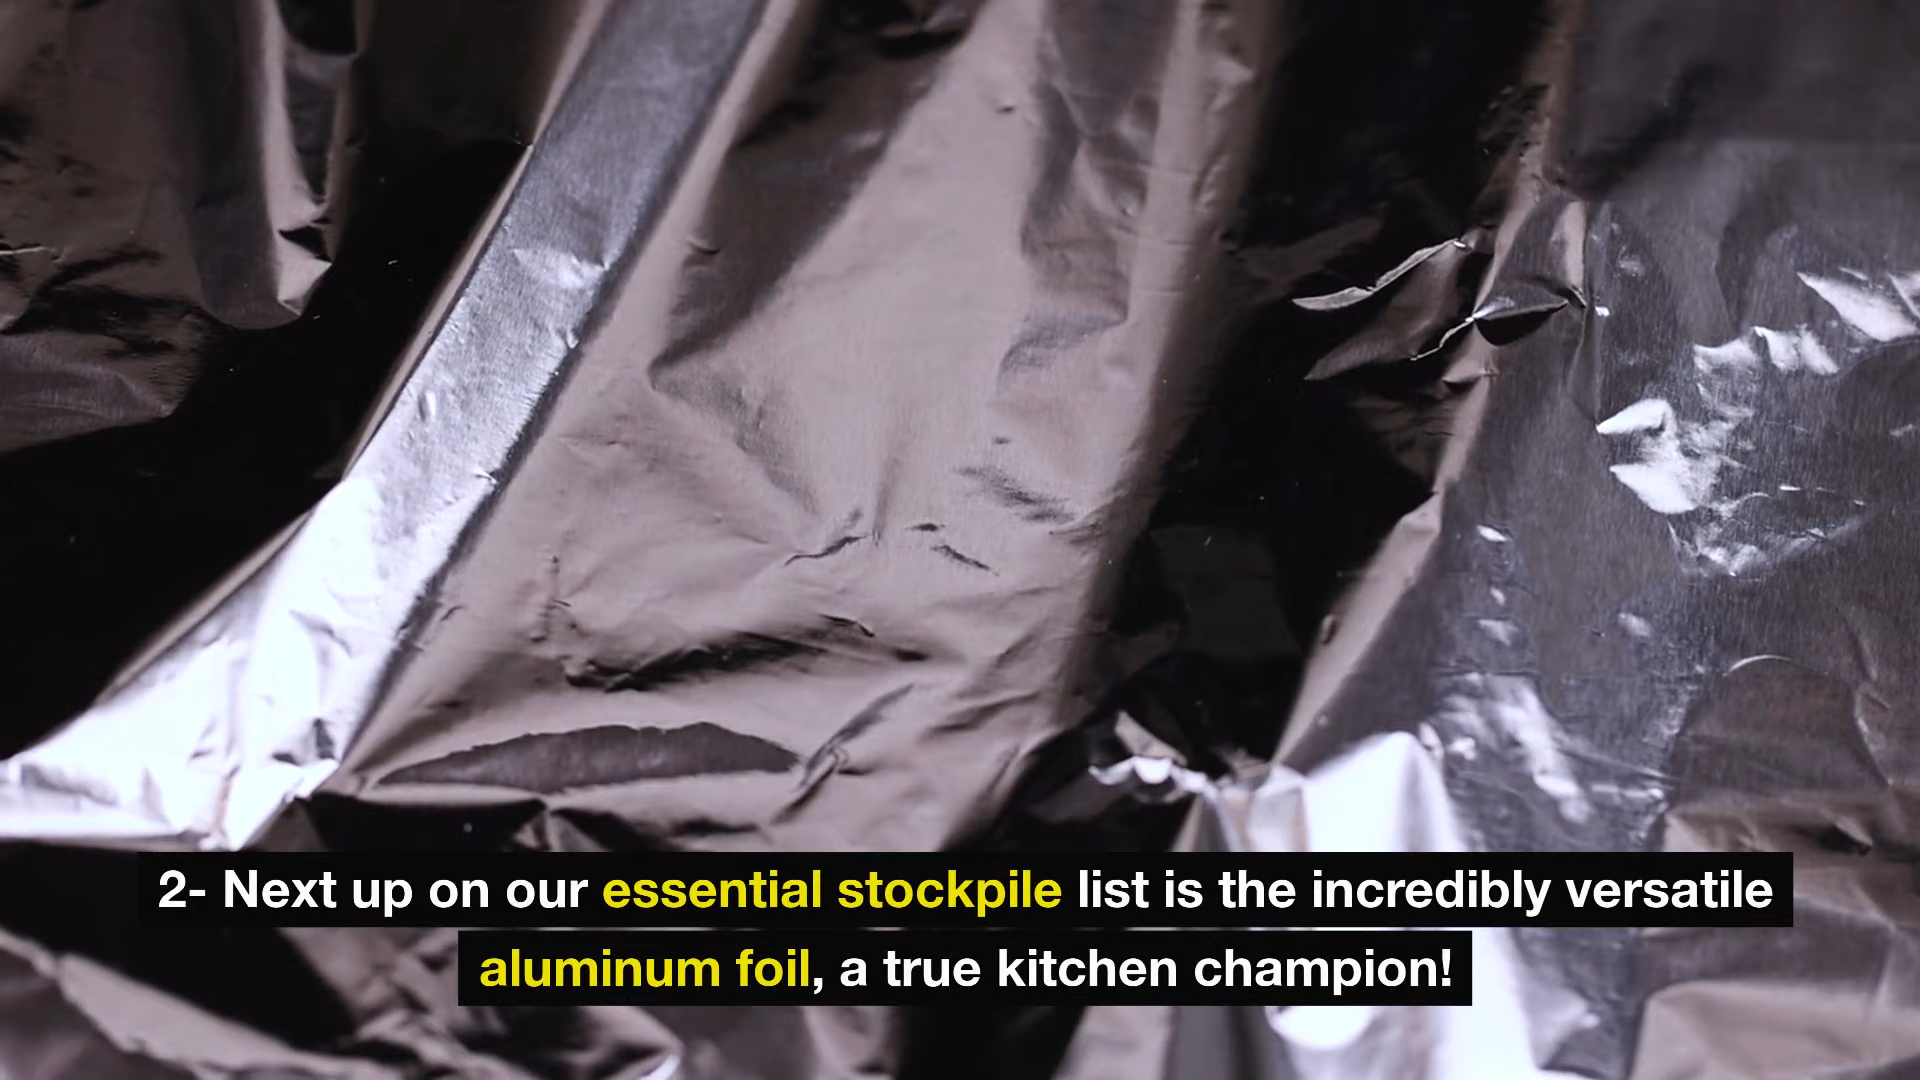 2- Next up on our essential stockpile list is the incredibly versatile
aluminum foil, a true kitchen champion!